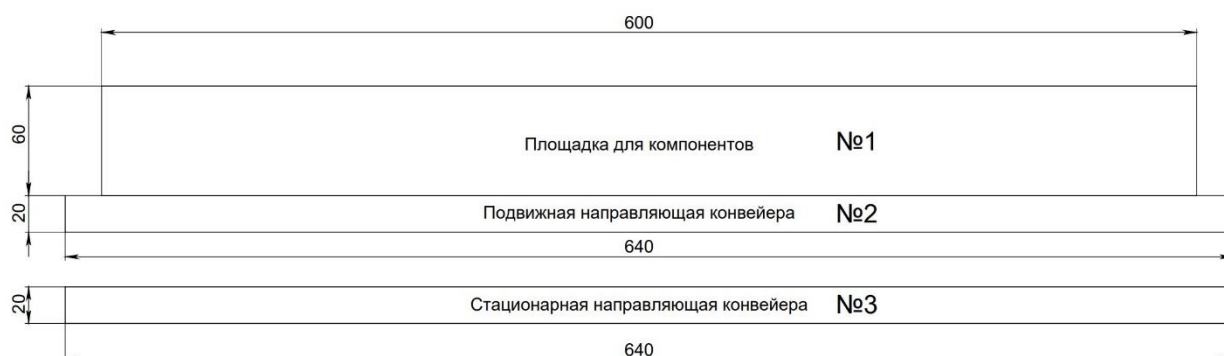 600
60
Площадка для компонентов №1
20
Подвижная направляющая конвейера №2
640
20
Стационарная направляющая конвейера №3
640